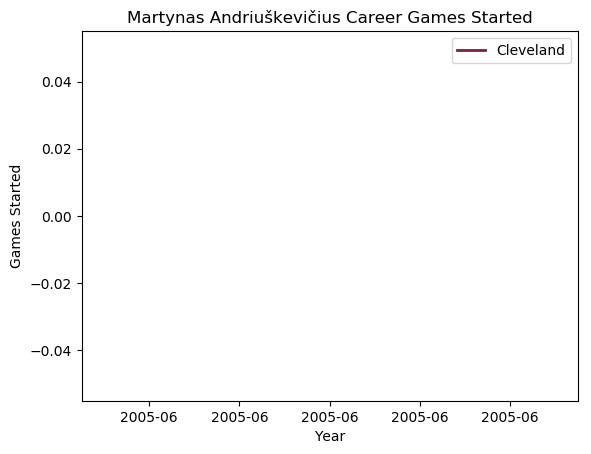 Martynas Andriuškevičius Career Games Started
Cleveland
0.04
0.02
0.00
−0.02
−0.04
Games Started
2005-06 2005-06 2005-06 2005-06 2005-06
Year